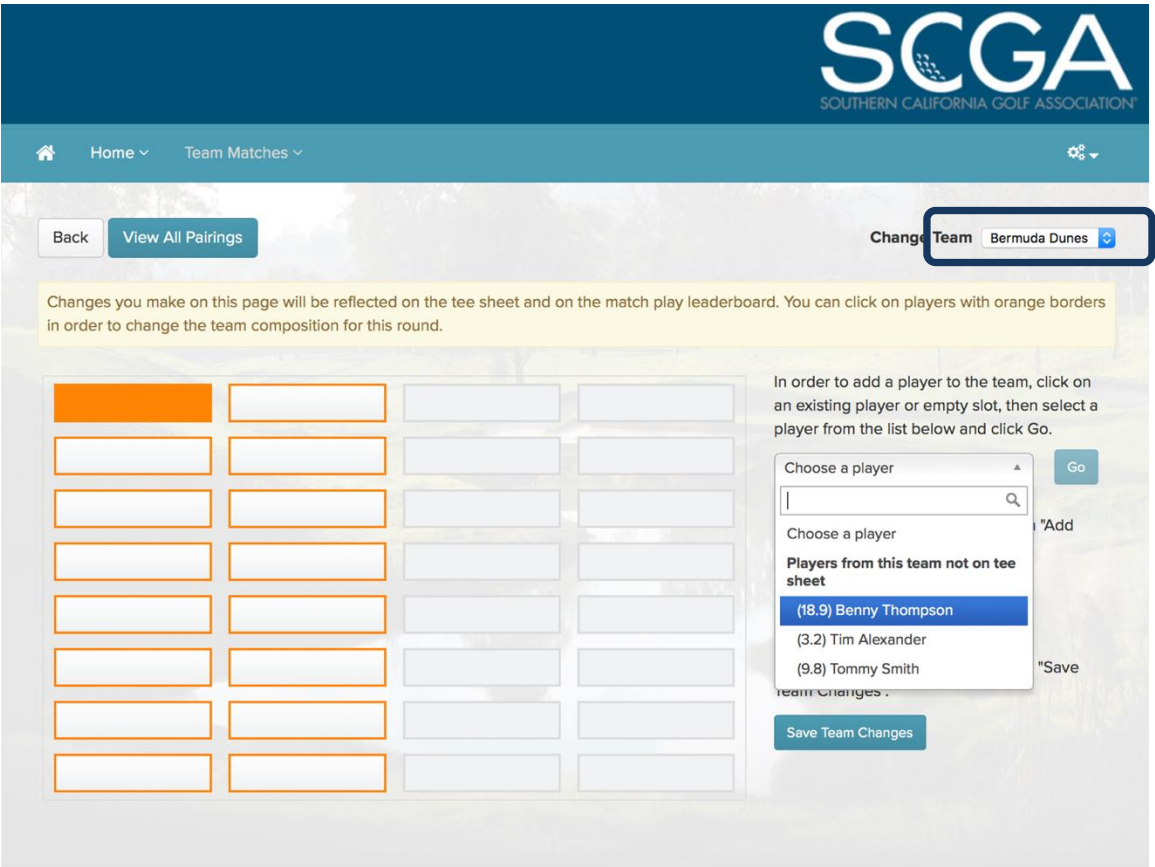 SCGA
SOUTHERN CALIFORNIA GOLF ASSOCIATION
Home
Team Matches
Back
View All Pairings
Change Team
Bermuda Dunes
Changes you make on this page will be reflected on the tee sheet and on the match play leaderboard. You can click on players with orange borders
in order to change the team composition for this round.
In order to add a player to the team, click on
an existing player or empty slot, then select a
player from the list below and click Go.
Choose a player
Go
"Add
Choose a player
Players from this team not on tee
sheet
(18.9) Benny Thompson
(3.2) Tim Alexander
(9.8) Tommy Smith
"Save
Team Changes".
Save Team Changes